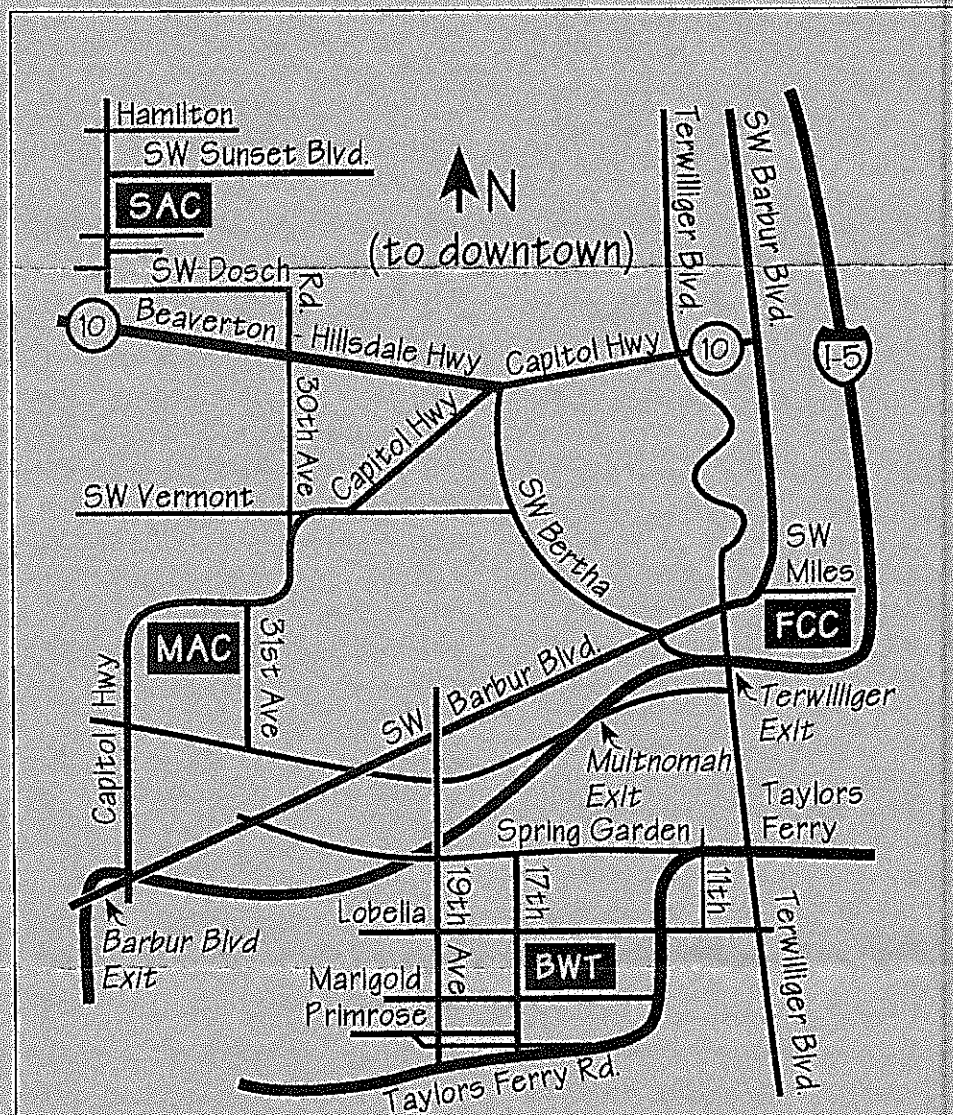 Hamilton
SW Sunset Blvd.
SAC
N
(to downtown)
Terwilliger Blvd.
SW Barbur Blvd.
SW Dosch Rd.
10
Beaverton - Hillsdale Hwy
Capitol Hwy
10
I-5
30th Ave
Capitol Hwy
SW Vermont
SW Bertha
SW
Miles
FCC
MAC
31st Ave
Capitol Hwy
SW Barbur Blvd.
Terwilliger
Exit
Multnomah
Exit
Taylors
Ferry
Spring Garden
19th Ave
17th
11th
Lobelia
Barbur Blvd
Exit
BWT
Marigold
Primrose
Terwilliger Blvd.
Taylors Ferry Rd.